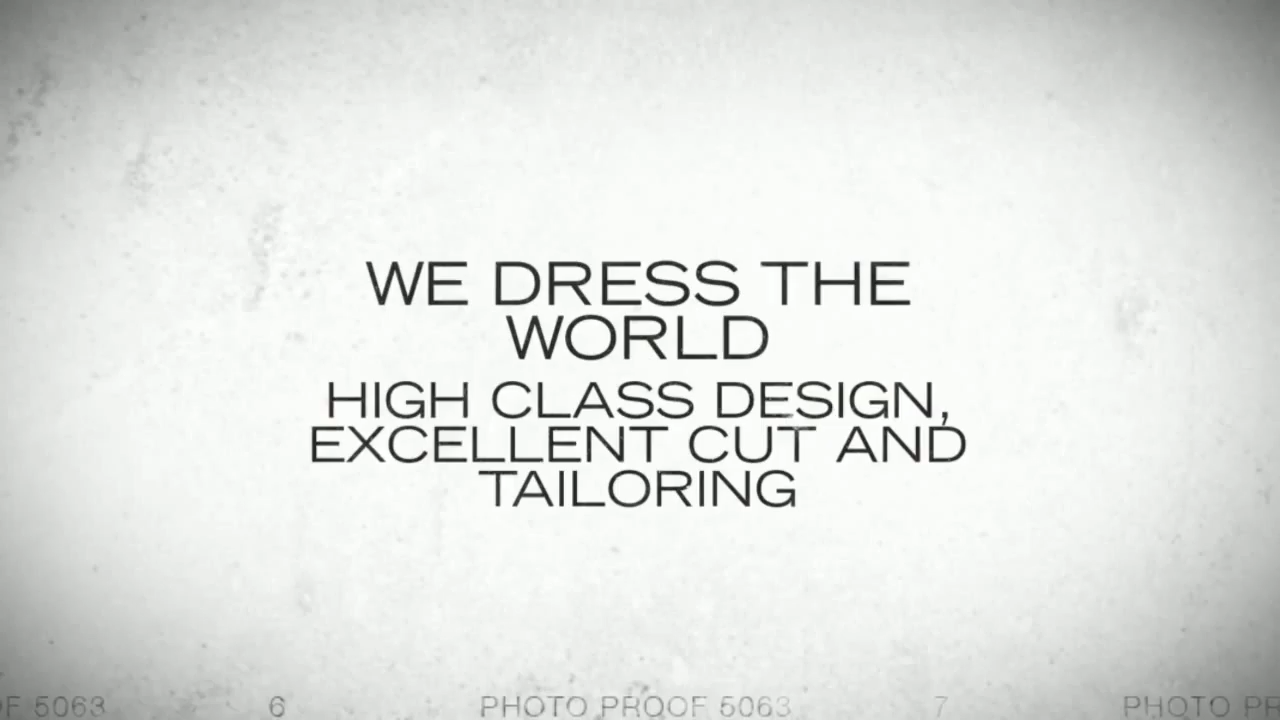 WE DRESS THE
WORLD
HIGH CLASS DESIGN,
EXCELLENT CUT AND
TAILORING
OF 5063 6 PHOTO PROOF 5063 7 PHOTO PR